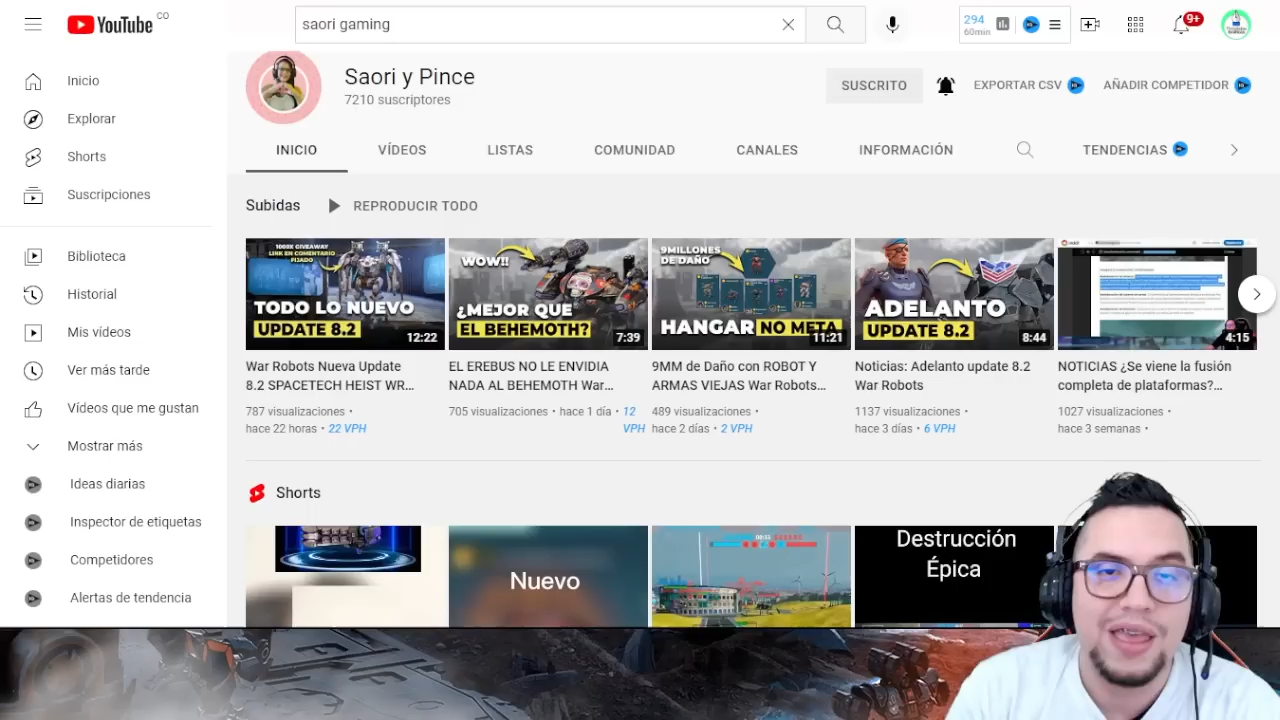 YouTube CO
saori gaming
294
60min
9+
Inicio
Explorar
Shorts
Suscripciones
Biblioteca
Historial
Mis vídeos
Ver más tarde
Vídeos que me gustan
Mostrar más
Ideas diarias
Inspector de etiquetas
Competidores
Alertas de tendencia
Saori y Pince
7210 suscriptores
SUSCRITO
EXPORTAR CSV
AÑADIR COMPETIDOR
INICIO
VÍDEOS
LISTAS
COMUNIDAD
CANALES
INFORMACIÓN
TENDENCIAS
Subidas
REPRODUCIR TODO
GIVEAWAY
LINK EN COMENTARIO
FIJADO
TODO LO NUEVO
UPDATE 8.2
12:22
War Robots Nueva Update
8.2 SPACETECH HEIST WR...
787 visualizaciones •
hace 22 horas • 22 VPH
WOW!!
¿MEJOR QUE
EL BEHEMOTH?
7:39
EL EREBUS NO LE ENVIDIA
NADA AL BEHEMOTH War...
705 visualizaciones • hace 1 día • 12
VPH
9MILLONES
DE DAÑO
HANGAR NO META
11:21
9MM de Daño con ROBOT Y
ARMAS VIEJAS War Robots...
489 visualizaciones •
hace 2 días • 2 VPH
ADELANTO
UPDATE 8.2
8:44
Noticias: Adelanto update 8.2
War Robots
1137 visualizaciones •
hace 3 días • 6 VPH
4:15
NOTICIAS ¿Se viene la fusión
completa de plataformas?...
1027 visualizaciones •
hace 3 semanas •
Shorts
Nuevo
Destrucción
Épica